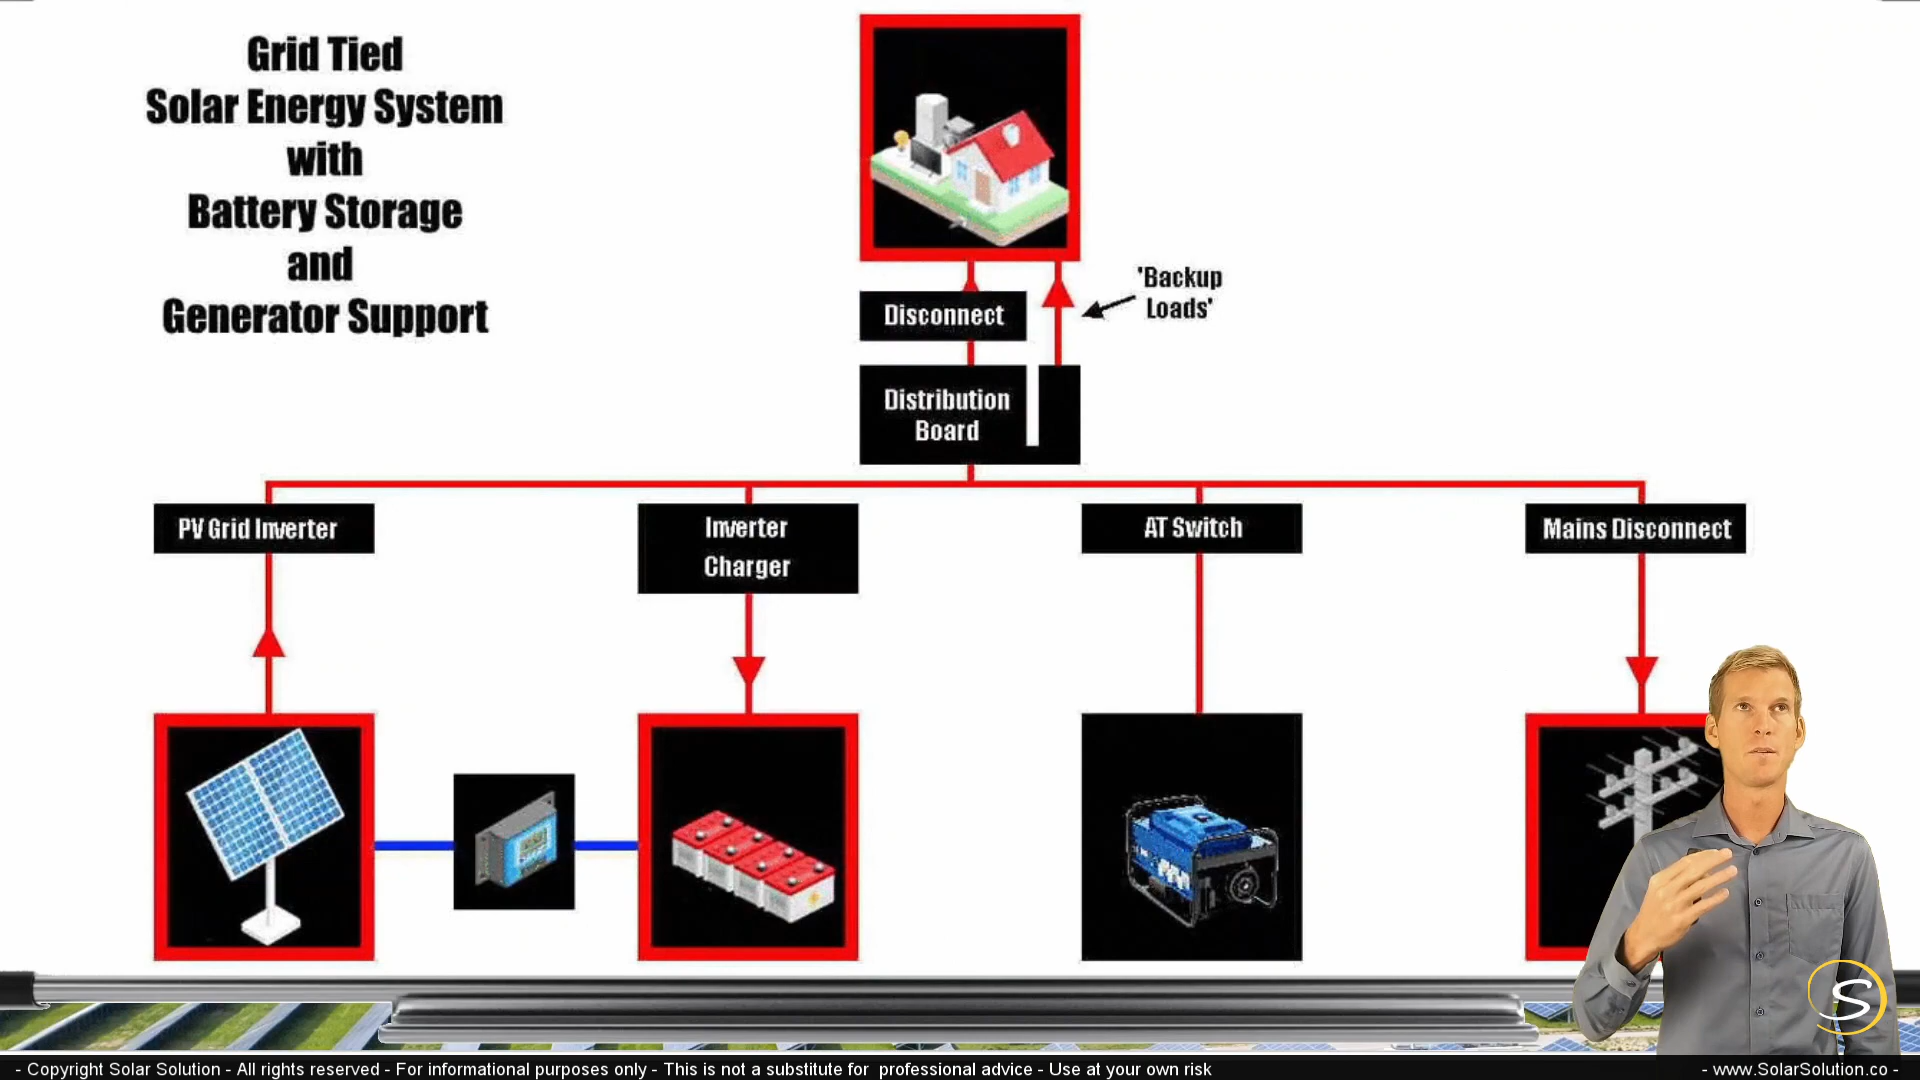 Grid Tied
Solar Energy System
with
Battery Storage
and
Generator Support
'Backup
Loads'
Disconnect
Distribution
Board
PV Grid Inverter
Inverter
Charger
AT Switch
Mains Disconnect
S
- Copyright Solar Solution - All rights reserved - For informational purposes only - This is not a substitute for  professional advice - Use at your own risk
- www.SolarSolution.co -